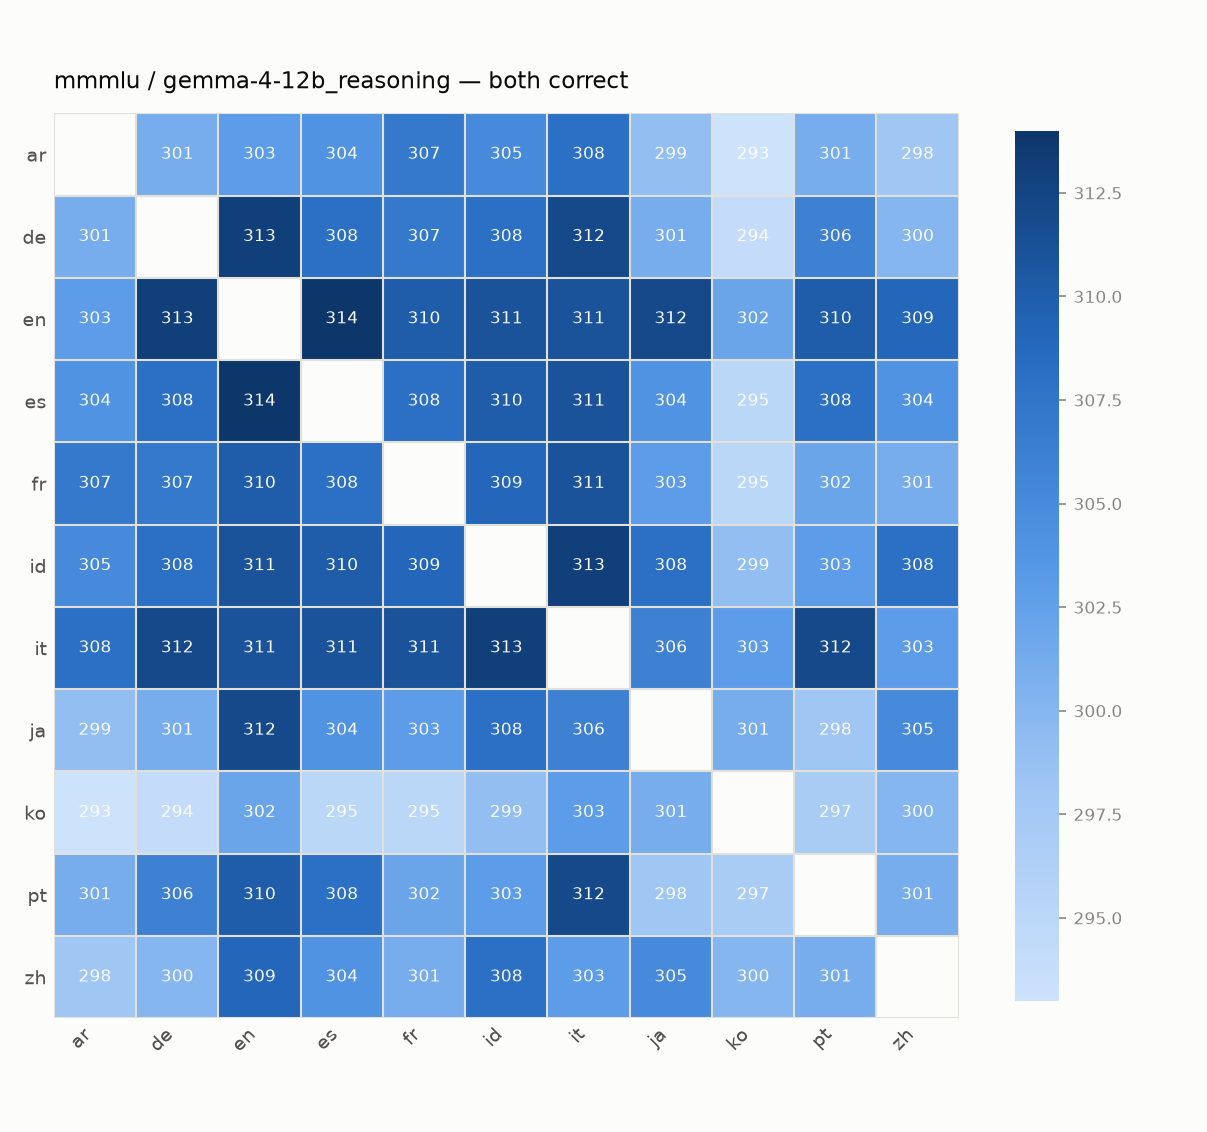 mmmlu / gemma-4-12b_reasoning — both correct
ar 301 303 304 307 305 308 299 293 301 298
de 301 313 308 307 308 312 301 294 306 300
en 303 313 314 310 311 311 312 302 310 309
es 304 308 314 308 310 311 304 295 308 304
fr 307 307 310 308 309 311 303 295 302 301
id 305 308 311 310 309 313 308 299 303 308
it 308 312 311 311 311 313 306 303 312 303
ja 299 301 312 304 303 308 306 301 298 305
ko 293 294 302 295 295 299 303 301 297 300
pt 301 306 310 308 302 303 312 298 297 301
zh 298 300 309 304 301 308 303 305 300 301
ar de en es fr id it ja ko pt zh
312.5
310.0
307.5
305.0
302.5
300.0
297.5
295.0